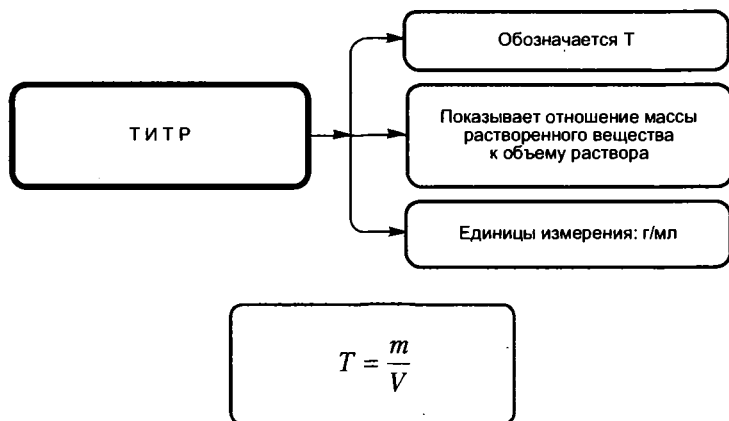 Обозначается Т
ТИТР
Показывает отношение массы
растворенного вещества
к объему раствора
Единицы измерения: г/мл
T = m/V